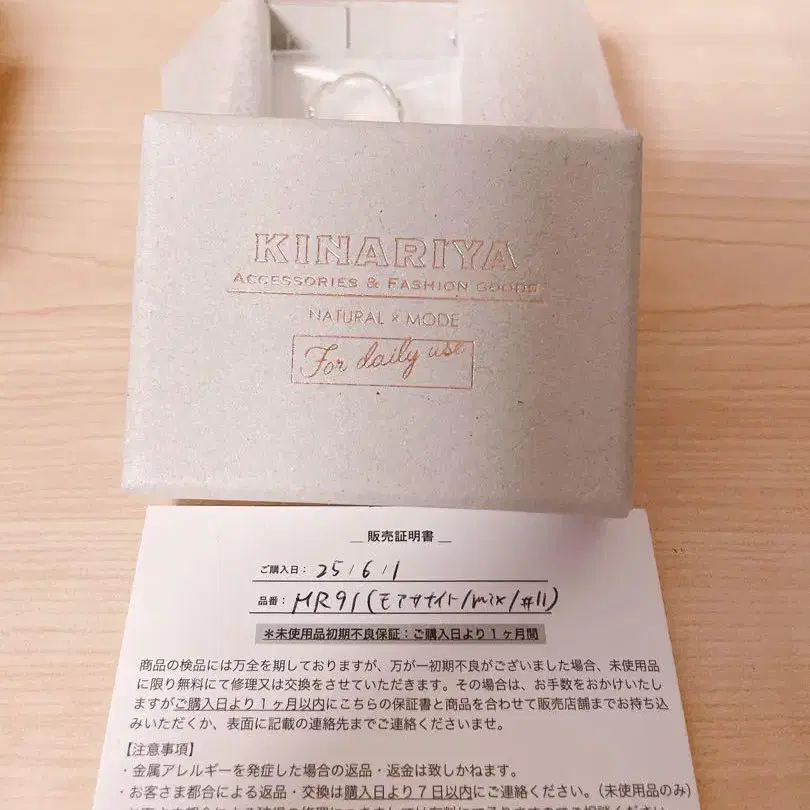 KINARIYA
ACCESSORIES & FASHION GOODS
NATURAL × MODE
For daily use
_ 販売証明書 _
ご購入日： 25 / 6 / 1
品番： MR91(モアサナイト/mix/#11)
＊未使用品初期不良保証：ご購入日より１ヶ月間
商品の検品には万全を期しておりますが、万が一初期不良がございました場合、未使用品
に限り無料にて修理又は交換をさせていただきます。その場合は、お手数をおかけいたし
ますがご購入日より１ヶ月以内にこちらの保証書と商品を合わせて販売店舗までお持ち込
みいただくか、表面に記載の連絡先までご連絡くださいませ。
【注意事項】
・金属アレルギーを発症した場合の返品・返金は致しかねます。
・お客さま都合による返品・交換は購入日より７日以内にご連絡ください。（未使用品のみ）